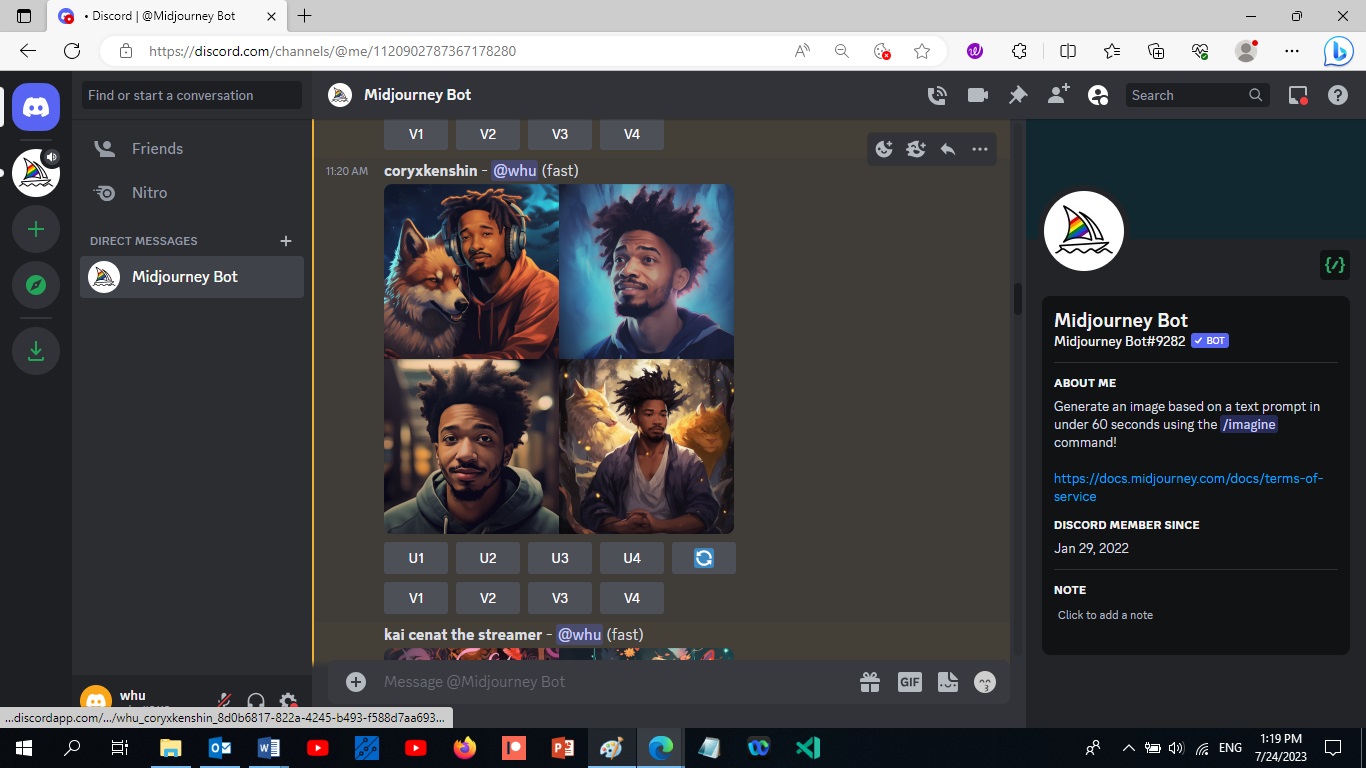 • Discord | @Midjourney Bot
https://discord.com/channels/@me/1120902787367178280
Find or start a conversation
Friends
Nitro
DIRECT MESSAGES
Midjourney Bot
whu
Midjourney Bot
Search
V1 V2 V3 V4
11:20 AM
coryxkenshin - @whu (fast)
U1 U2 U3 U4
V1 V2 V3 V4
kai cenat the streamer - @whu (fast)
Message @Midjourney Bot
GIF
Midjourney Bot
Midjourney Bot#9282 ✓ BOT
ABOUT ME
Generate an image based on a text prompt in
under 60 seconds using the /imagine
command!
https://docs.midjourney.com/docs/terms-of-
service
DISCORD MEMBER SINCE
Jan 29, 2022
NOTE
Click to add a note
...discordapp.com/.../whu_coryxkenshin_8d0b6817-822a-4245-b493-f588d7aa693...
ENG
1:19 PM
7/24/2023